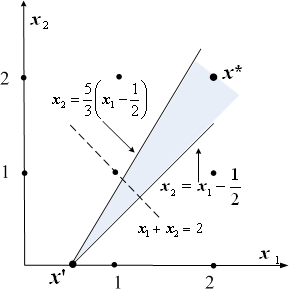 x₂
2
x*
x₂ = 5/3(x₁ − 1/2)
1
x₂ = x₁ − 1/2
x₁ + x₂ = 2
x₁
x'
1
2